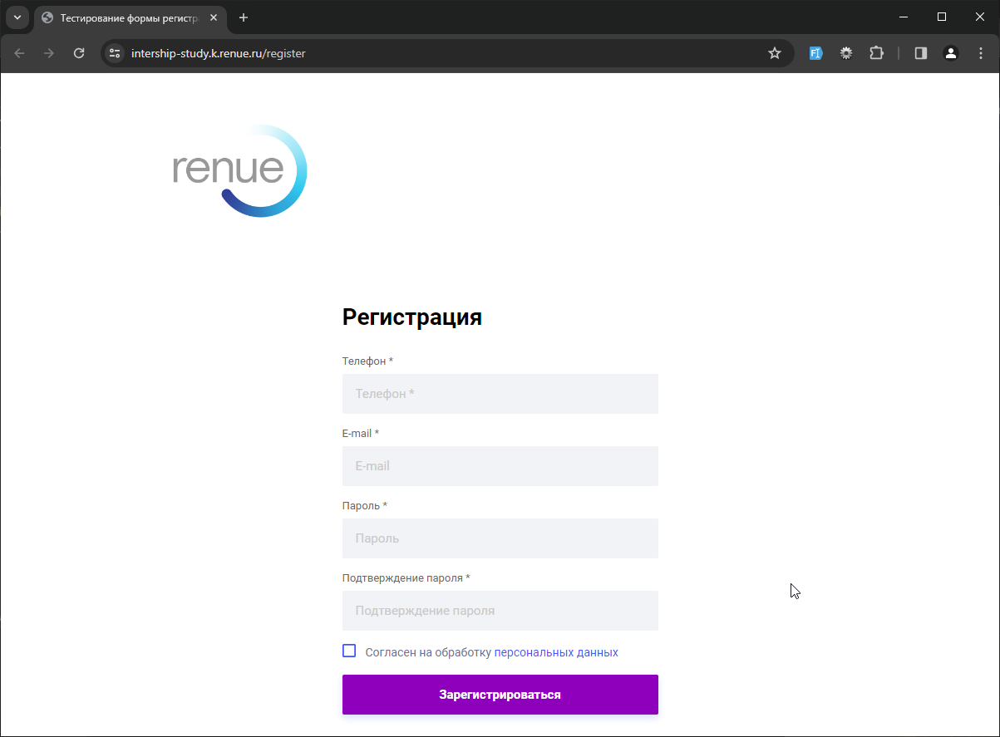 Тестирование формы регистр
intership-study.k.renue.ru/register
renue
Регистрация
Телефон *
Телефон *
E-mail *
E-mail
Пароль *
Пароль
Подтверждение пароля *
Подтверждение пароля
Согласен на обработку персональных данных
Зарегистрироваться